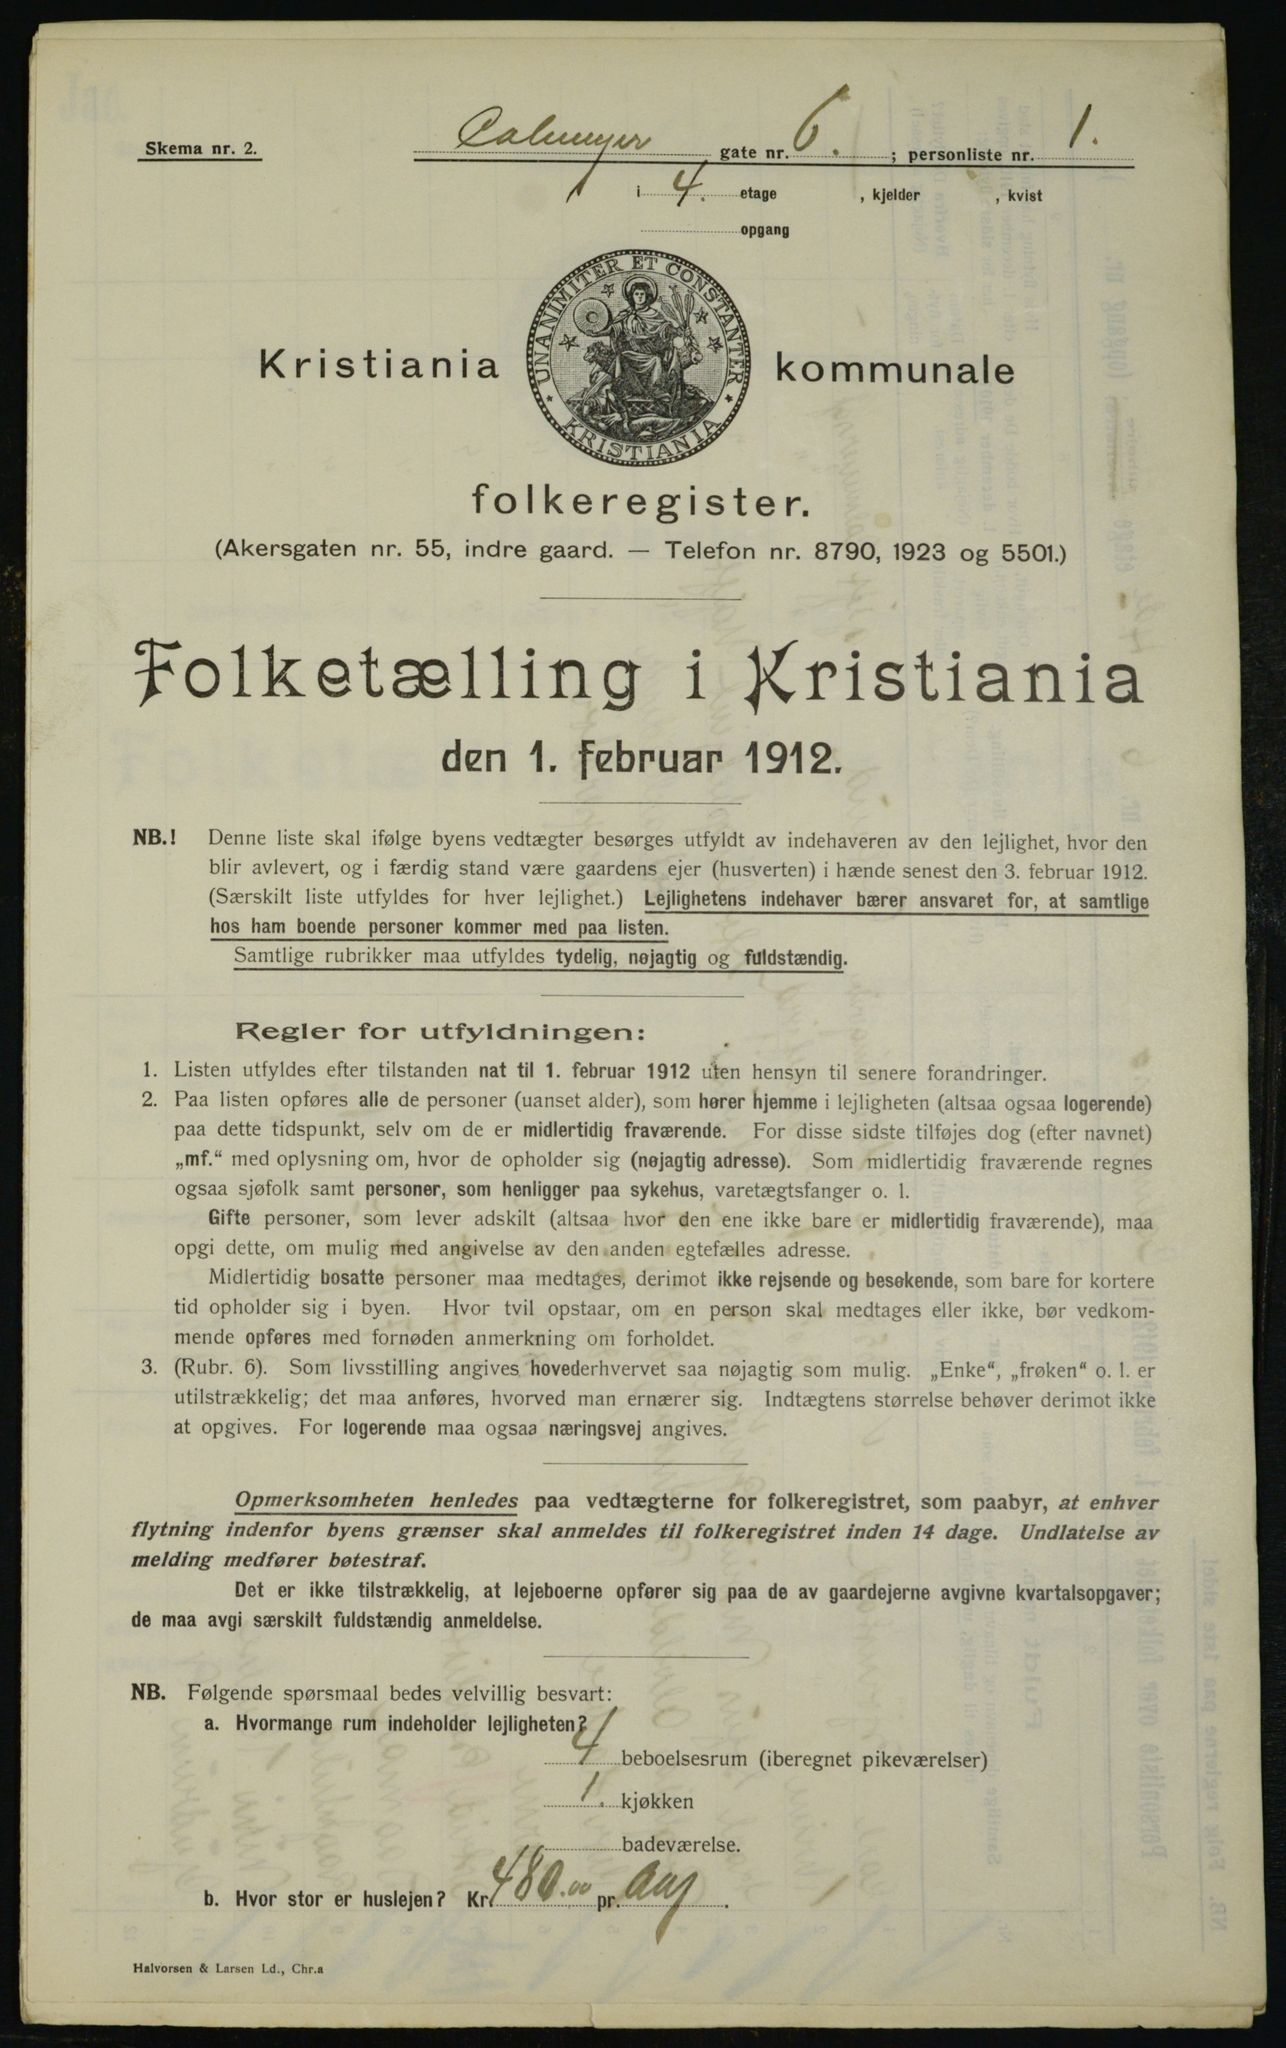 Skema nr. 2. Calmeyer gate nr. 6. ; personliste nr. 1.
i 4. etage , kjelder , kvist
opgang
UNANIMITER ET CONSTANTER
KRISTIANIA
Kristiania kommunale
folkeregister.
(Akersgaten nr. 55, indre gaard. — Telefon nr. 8790, 1923 og 5501.)
Folketælling i Kristiania
den 1. februar 1912.
NB.! Denne liste skal ifølge byens vedtægter besørges utfyldt av indehaveren av den lejlighet, hvor den
blir avlevert, og i færdig stand være gaardens ejer (husverten) i hænde senest den 3. februar 1912.
(Særskilt liste utfyldes for hver lejlighet.) Lejlighetens indehaver bærer ansvaret for, at samtlige
hos ham boende personer kommer med paa listen.
Samtlige rubrikker maa utfyldes tydelig, nøjagtig og fuldstændig.
Regler for utfyldningen:
1. Listen utfyldes efter tilstanden nat til 1. februar 1912 uten hensyn til senere forandringer.
2. Paa listen opføres alle de personer (uanset alder), som hører hjemme i lejligheten (altsaa ogsaa logerende)
paa dette tidspunkt, selv om de er midlertidig fraværende. For disse sidste tilføjes dog (efter navnet)
„mf.“ med oplysning om, hvor de opholder sig (nøjagtig adresse). Som midlertidig fraværende regnes
ogsaa sjøfolk samt personer, som henligger paa sykehus, varetægtsfanger o. l.
Gifte personer, som lever adskilt (altsaa hvor den ene ikke bare er midlertidig fraværende), maa
opgi dette, om mulig med angivelse av den anden egtefælles adresse.
Midlertidig bosatte personer maa medtages, derimot ikke rejsende og besøkende, som bare for kortere
tid opholder sig i byen. Hvor tvil opstaar, om en person skal medtages eller ikke, bør vedkom-
mende opføres med fornøden anmerkning om forholdet.
3. (Rubr. 6). Som livsstilling angives hovederhvervet saa nøjagtig som mulig. „Enke“, „frøken“ o. l. er
utilstrækkelig; det maa anføres, hvorved man ernærer sig. Indtægtens størrelse behøver derimot ikke
at opgives. For logerende maa ogsaa næringsvej angives.
Opmerksomheten henledes paa vedtægterne for folkeregistret, som paabyr, at enhver
flytning indenfor byens grænser skal anmeldes til folkeregistret inden 14 dage. Undlatelse av
melding medfører bøtestraf.
Det er ikke tilstrækkelig, at lejeboerne opfører sig paa de av gaardejerne avgivne kvartalsopgaver;
de maa avgi særskilt fuldstændig anmeldelse.
NB. Følgende spørsmaal bedes velvillig besvart:
a. Hvormange rum indeholder lejligheten?
4 beboelsesrum (iberegnet pikeværelser)
1. kjøkken
badeværelse.
b. Hvor stor er huslejen? Kr. 480.00 pr. Aar.
Halvorsen & Larsen Ld., Chr.a